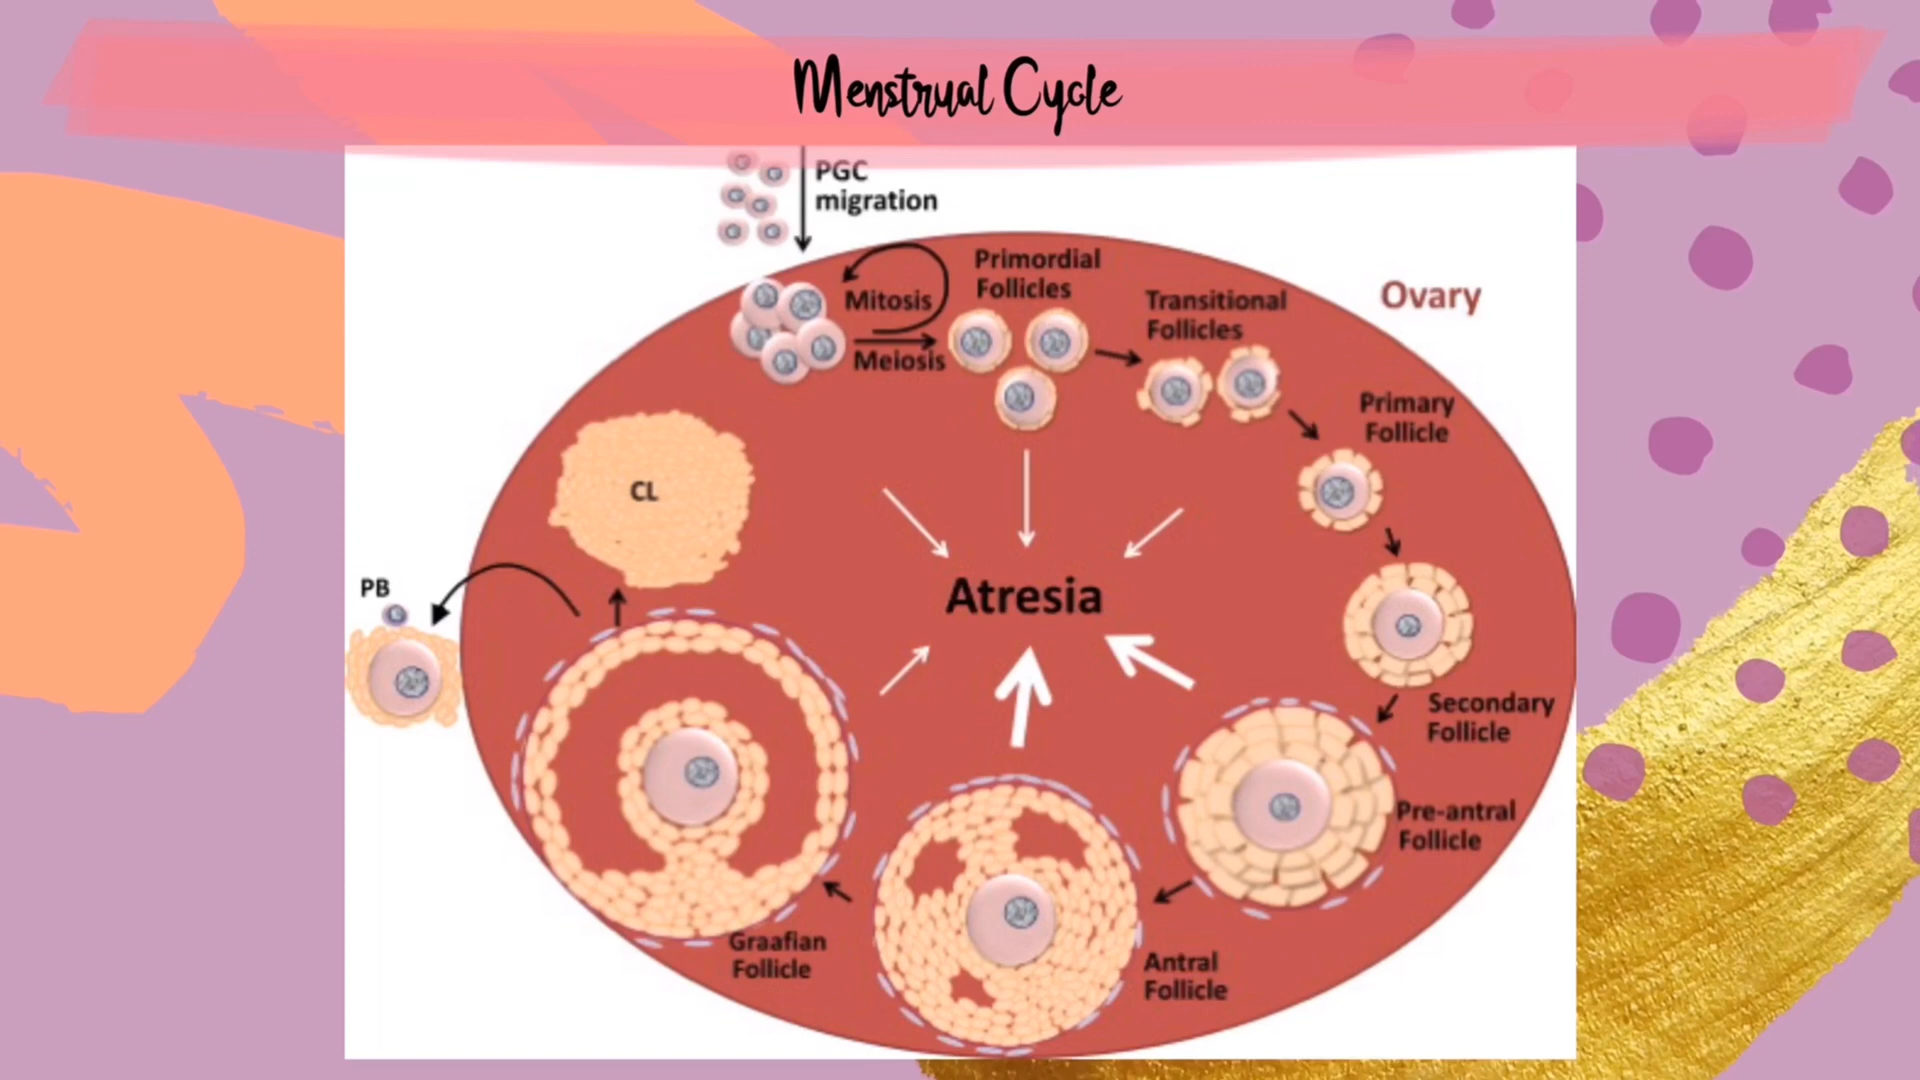 Menstrual Cycle
PGC
migration
Mitosis
Meiosis
Primordial
Follicles
Transitional
Follicles
Ovary
Primary
Follicle
CL
PB
Atresia
Secondary
Follicle
Pre-antral
Follicle
Antral
Follicle
Graafian
Follicle